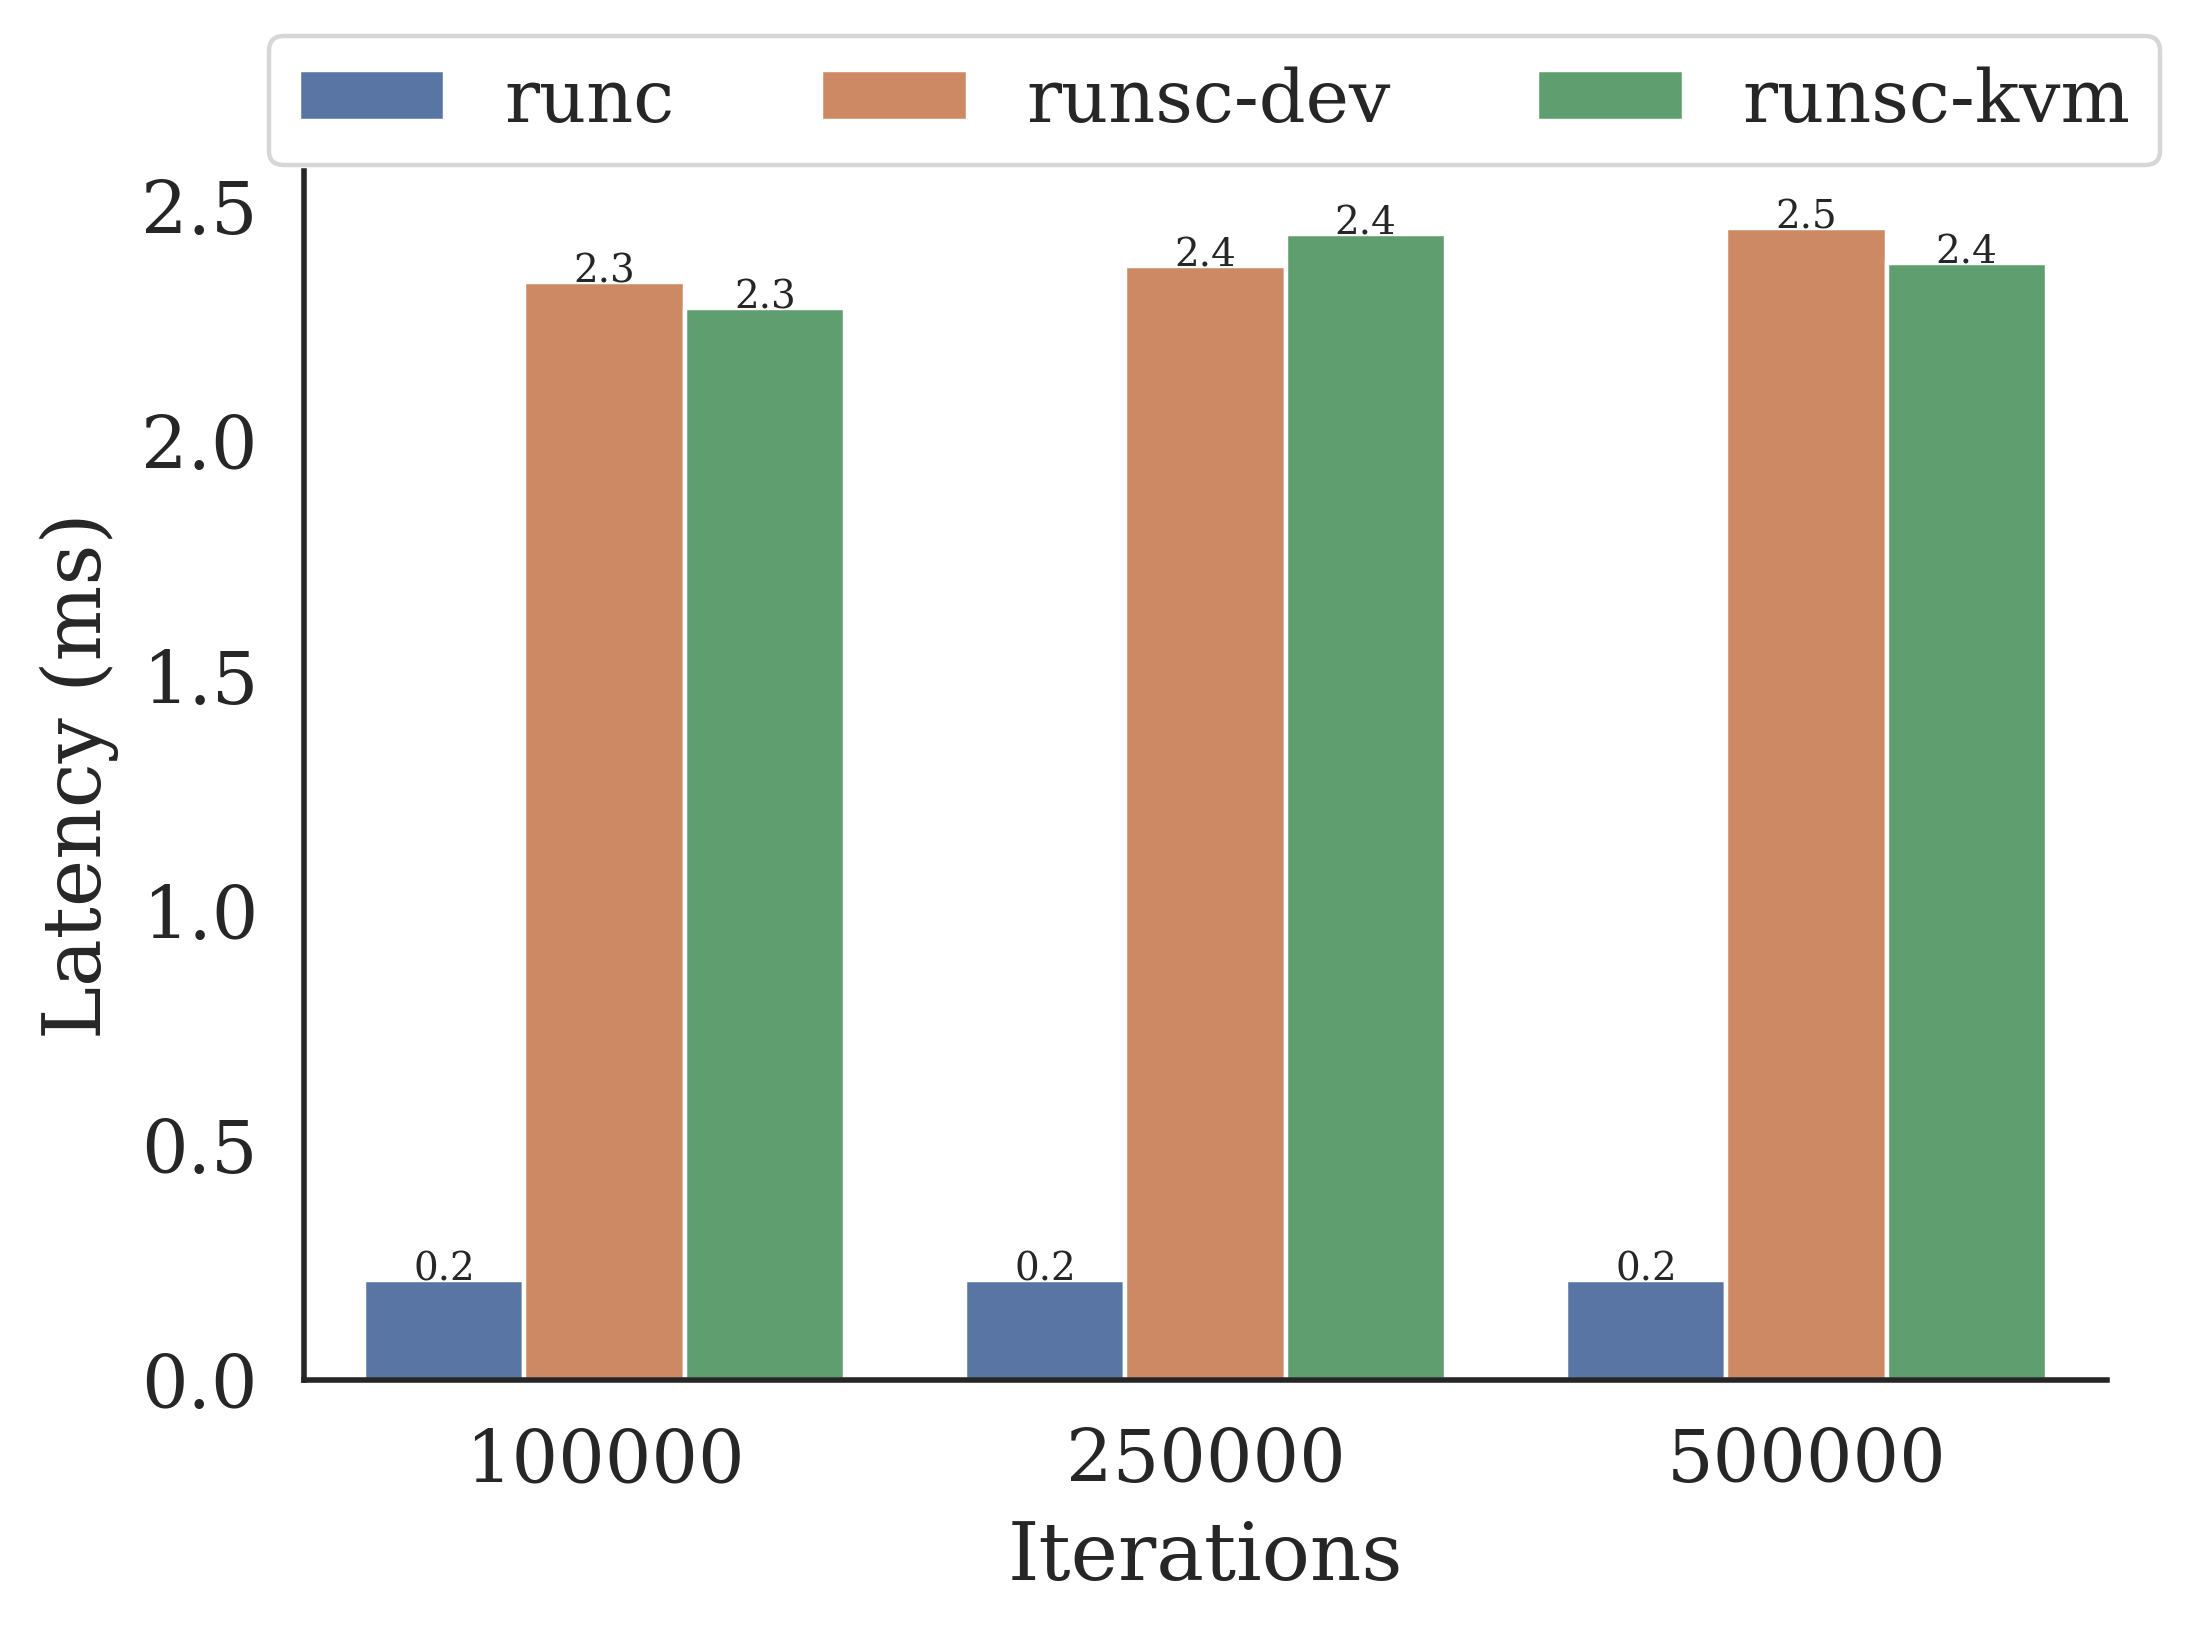 runc runsc-dev runsc-kvm
2.5
2.0
1.5
1.0
0.5
0.0
Latency (ms)
0.2 2.3 2.3
0.2 2.4 2.4
0.2 2.5 2.4
100000 250000 500000
Iterations